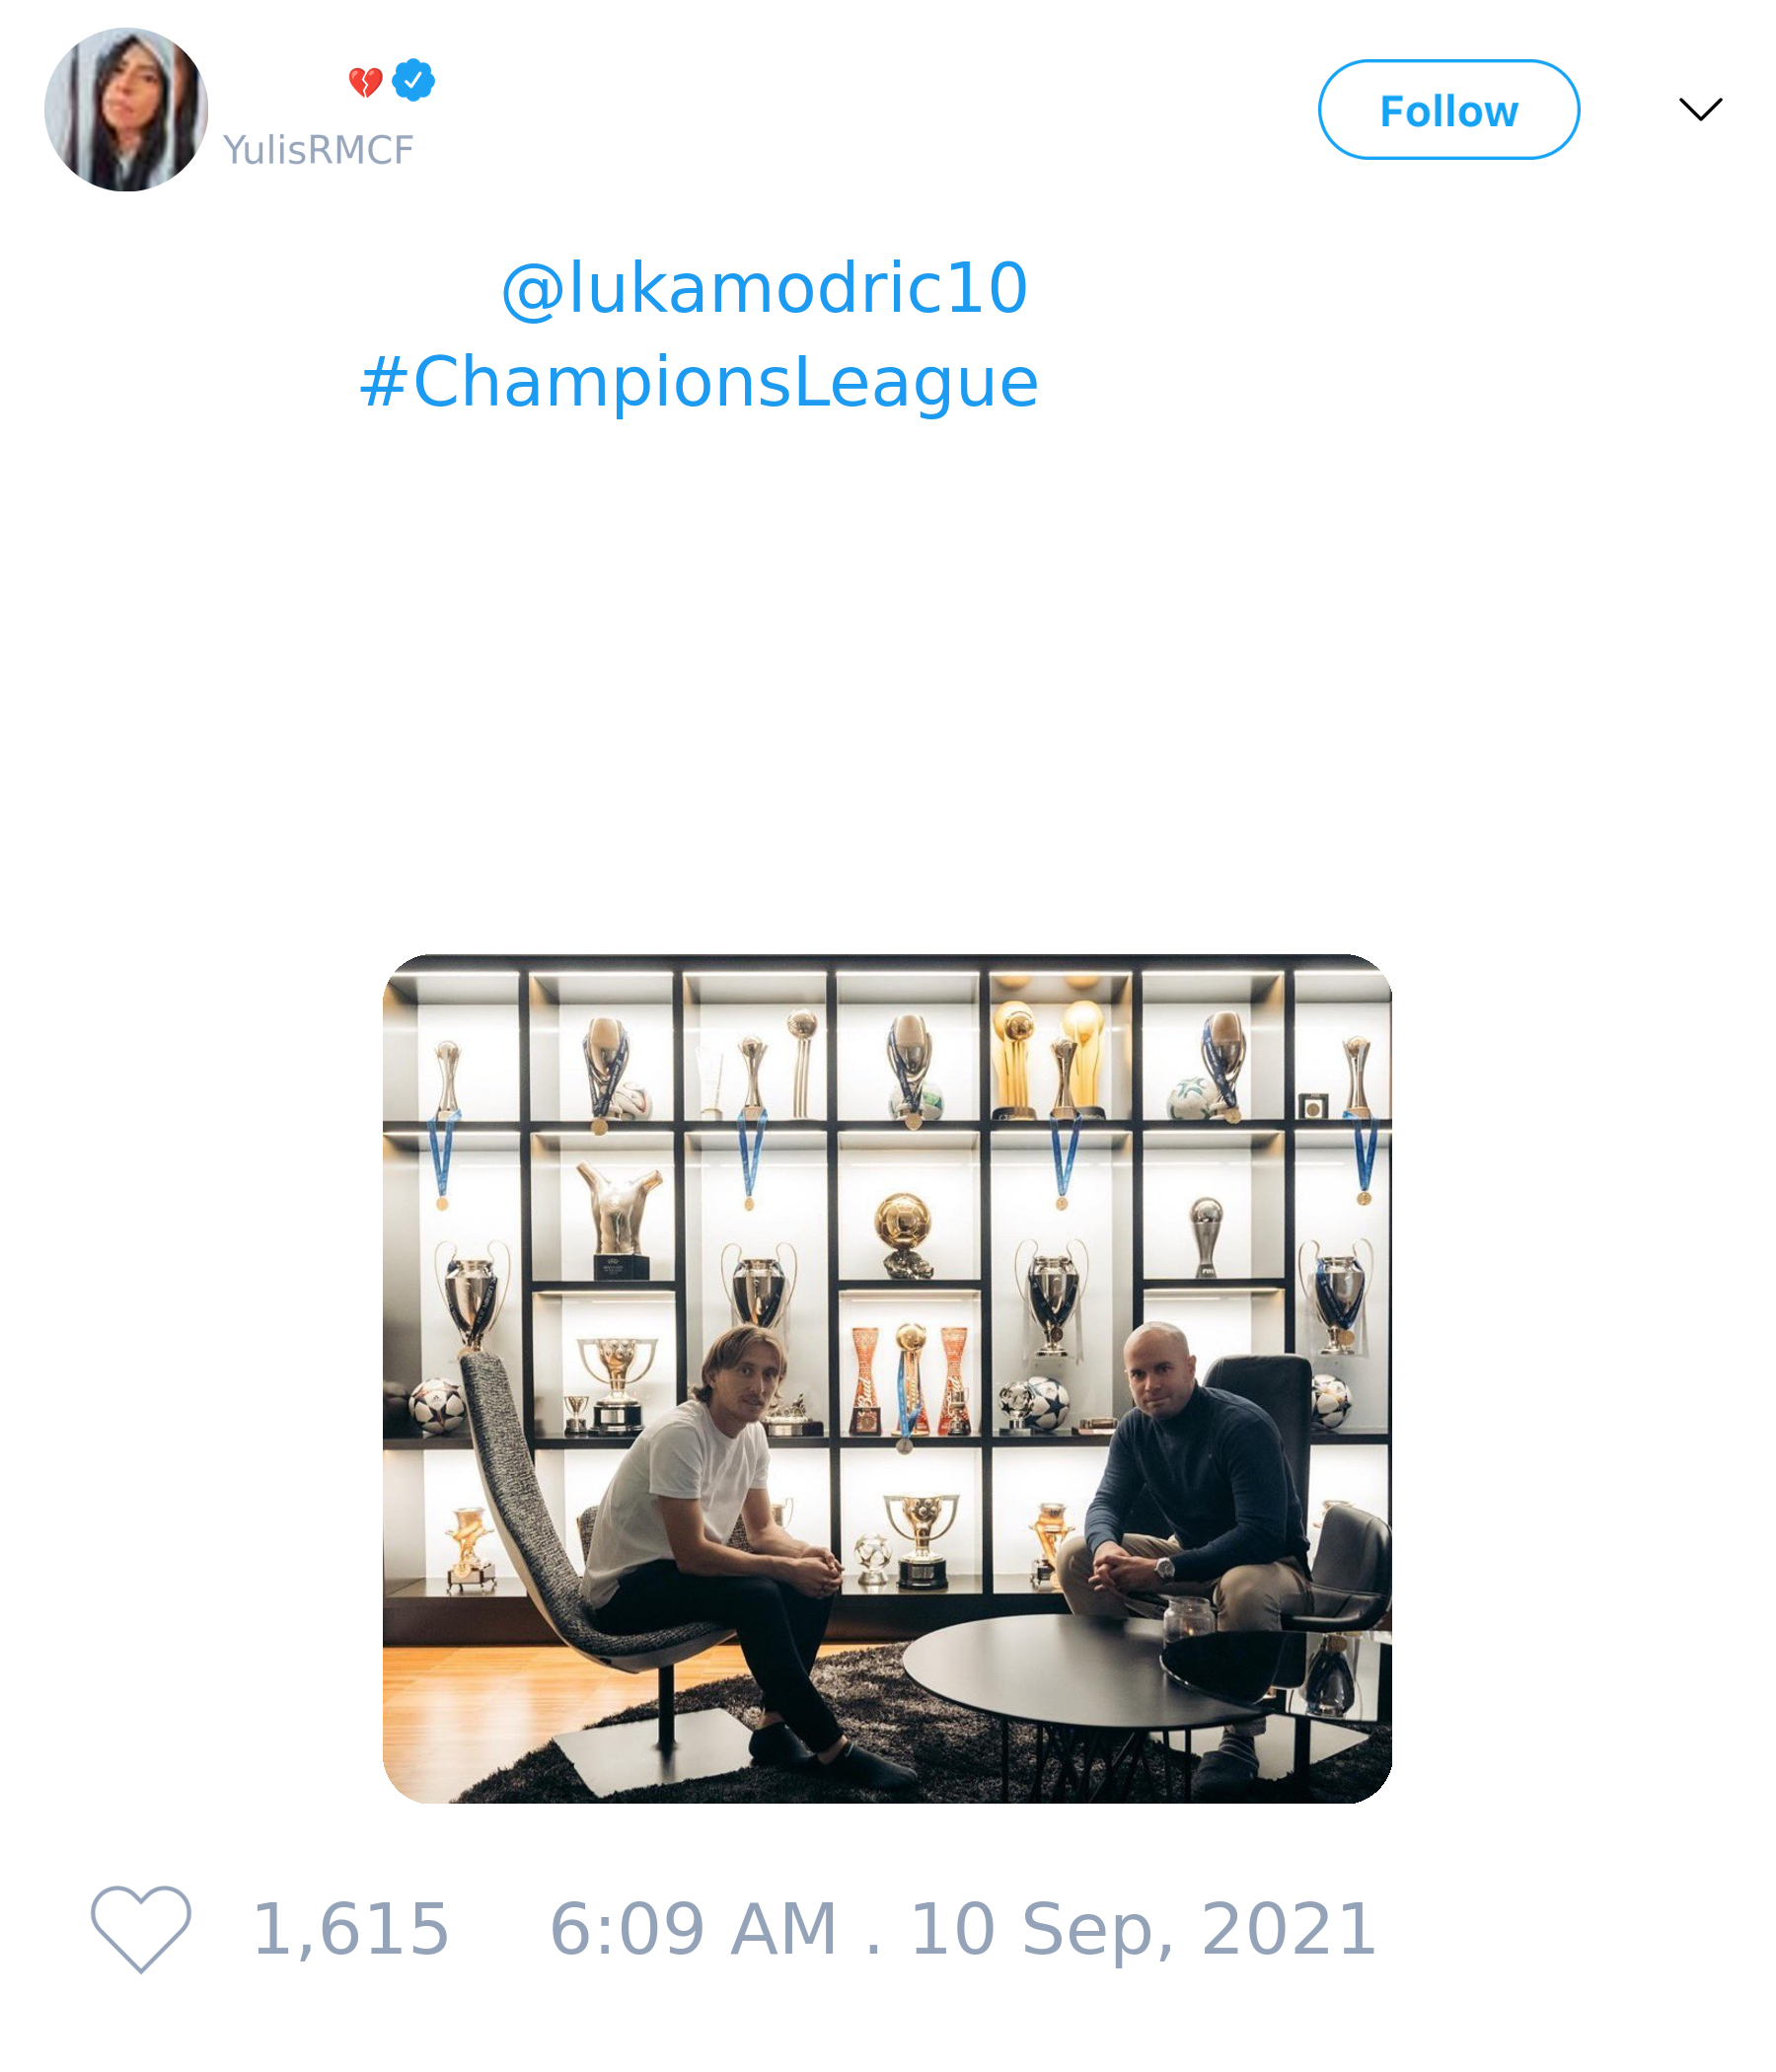 💔
YulisRMCF
Follow
@lukamodric10
#ChampionsLeague
1,615 6:09 AM . 10 Sep, 2021